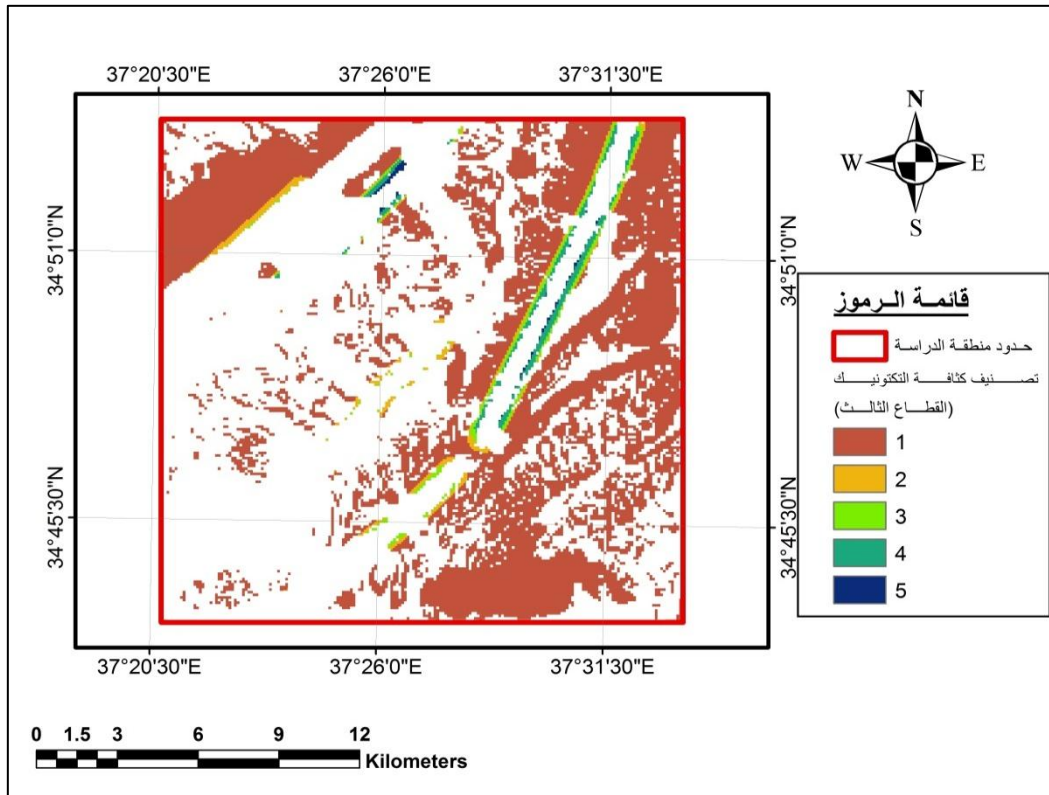 37°20'30"E 37°26'0"E 37°31'30"E
N
W E
S
34°51'0"N
34°51'0"N
34°45'30"N
34°45'30"N
قائمة الرموز
حدود منطقة الدراسة
تصنيف كثافة التكتونيك
(القطاع الثالث)
1
2
3
4
5
37°20'30"E 37°26'0"E 37°31'30"E
0 1.5 3 6 9 12
Kilometers